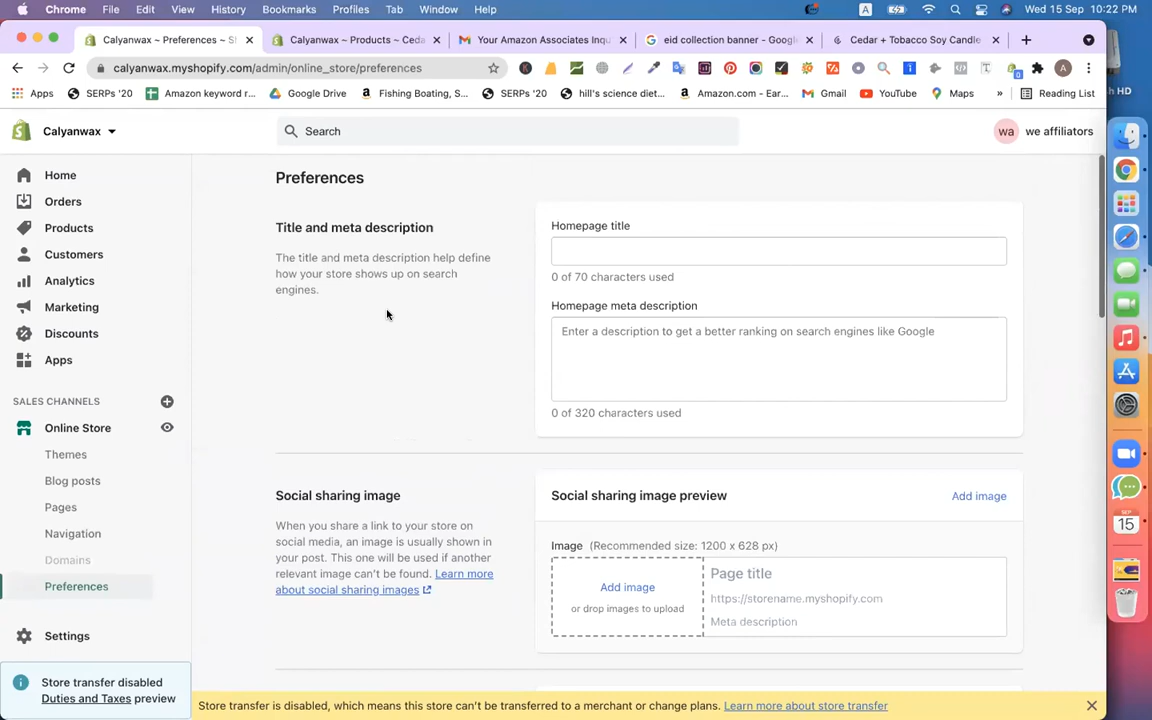 Chrome File Edit View History Bookmarks Profiles Tab Window Help A Wed 15 Sep 10:22 PM
Calyanwax ~ Preferences ~ S Calyanwax ~ Products ~ Ceda Your Amazon Associates Inqu eid collection banner - Googl Cedar + Tobacco Soy Candle
calyanwax.myshopify.com/admin/online_store/preferences
Apps SERPs '20 Amazon keyword r... Google Drive Fishing Boating, S... SERPs '20 hill's science diet... Amazon.com - Ear... Gmail YouTube Maps » Reading List
Calyanwax Search wa we affiliators
Home
Orders
Products
Customers
Analytics
Marketing
Discounts
Apps
SALES CHANNELS
Online Store
Themes
Blog posts
Pages
Navigation
Domains
Preferences
Settings
Store transfer disabled
Duties and Taxes preview
Preferences
Title and meta description
The title and meta description help define
how your store shows up on search
engines.
Homepage title
0 of 70 characters used
Homepage meta description
Enter a description to get a better ranking on search engines like Google
0 of 320 characters used
Social sharing image
When you share a link to your store on
social media, an image is usually shown in
your post. This one will be used if another
relevant image can't be found. Learn more
about social sharing images
Social sharing image preview Add image
Image (Recommended size: 1200 x 628 px)
Add image
or drop images to upload
Page title
https://storename.myshopify.com
Meta description
Store transfer is disabled, which means this store can't be transferred to a merchant or change plans. Learn more about store transfer
SEP
15